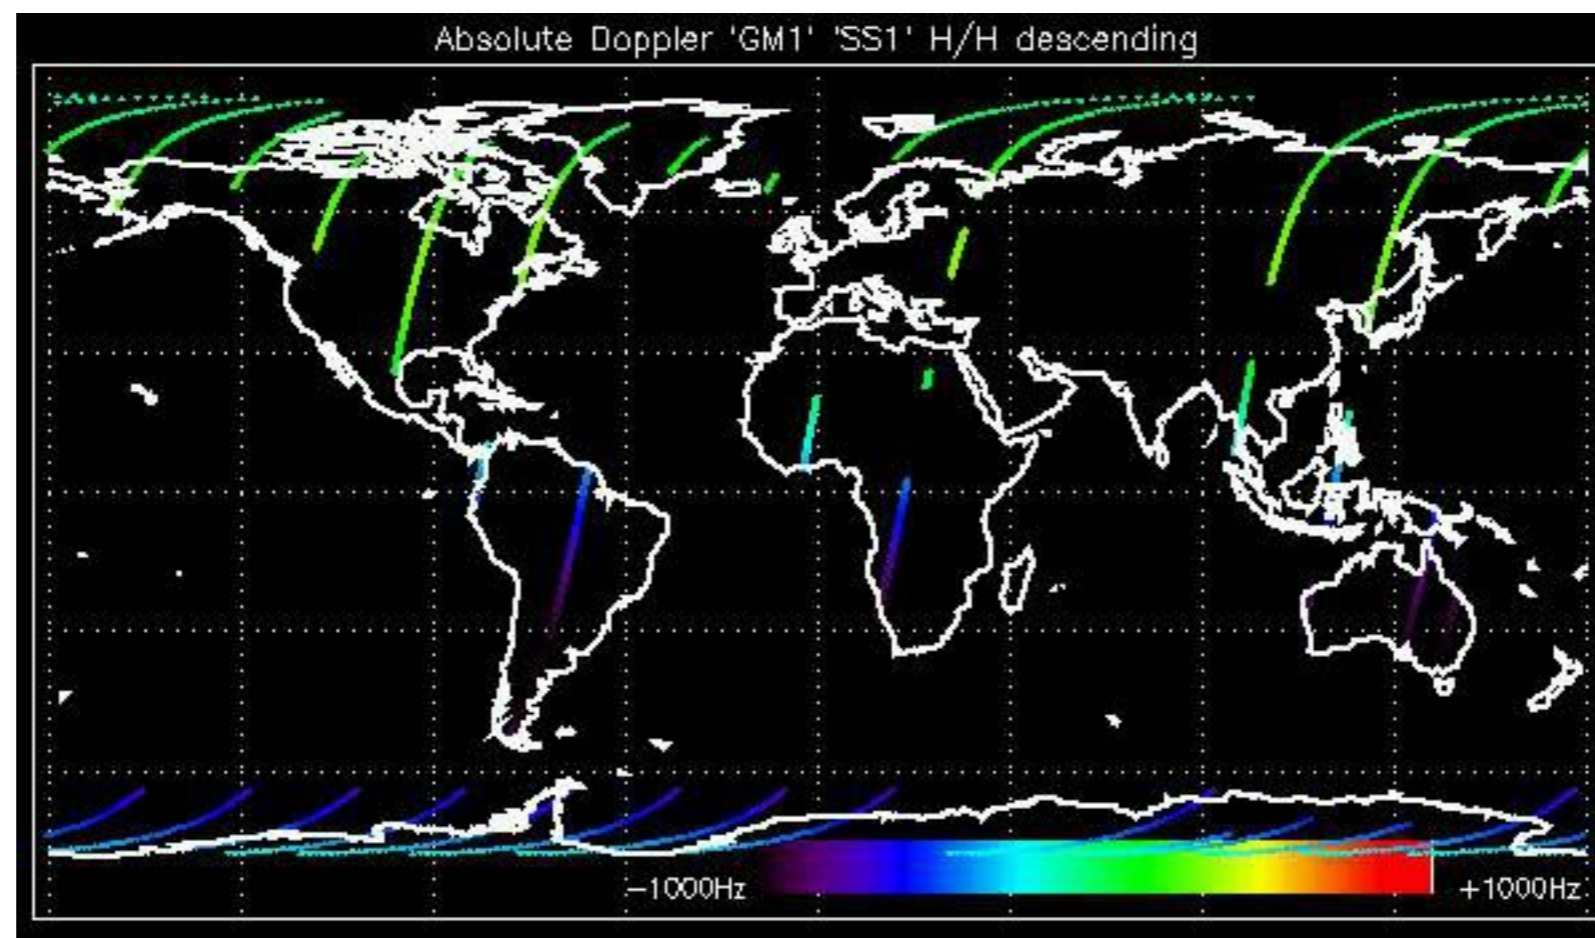 Absolute Doppler 'GM1' 'SS1' H/H descending
−1000Hz
+1000Hz